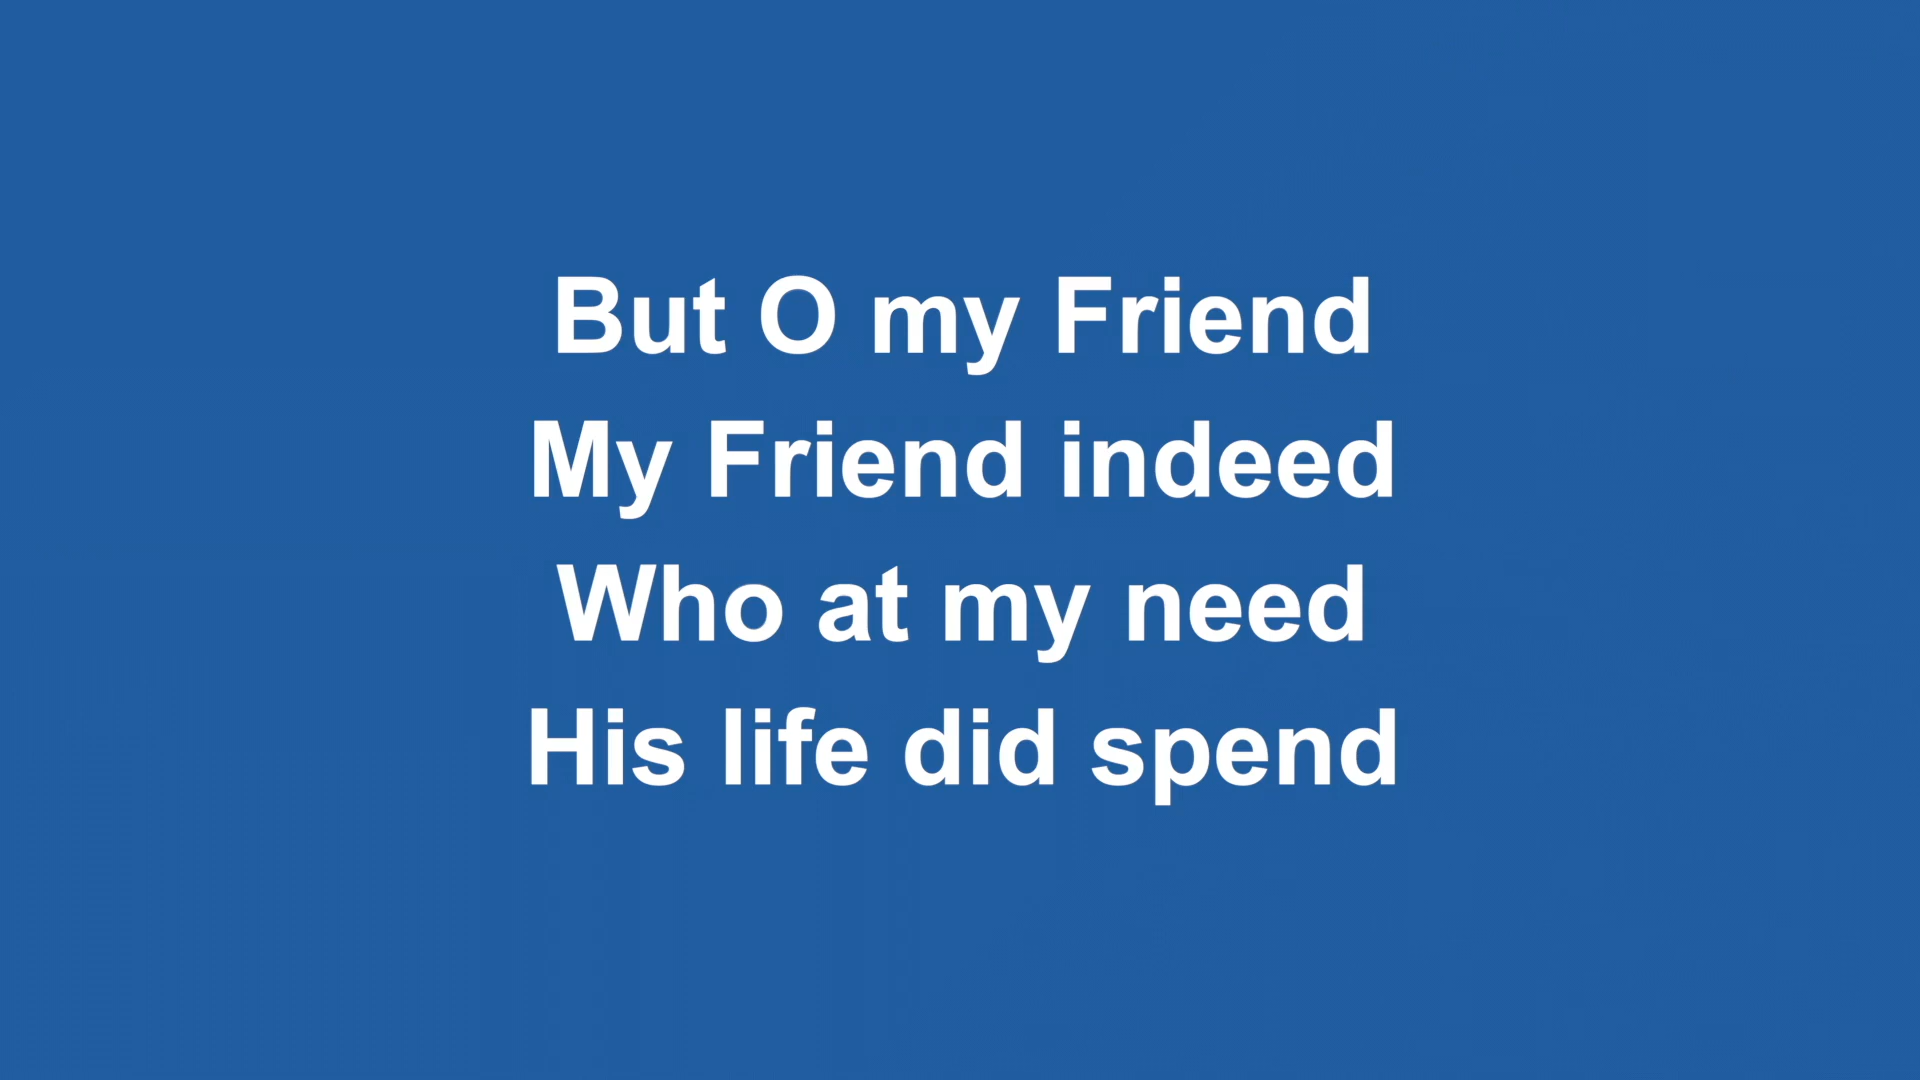 But O my Friend
My Friend indeed
Who at my need
His life did spend